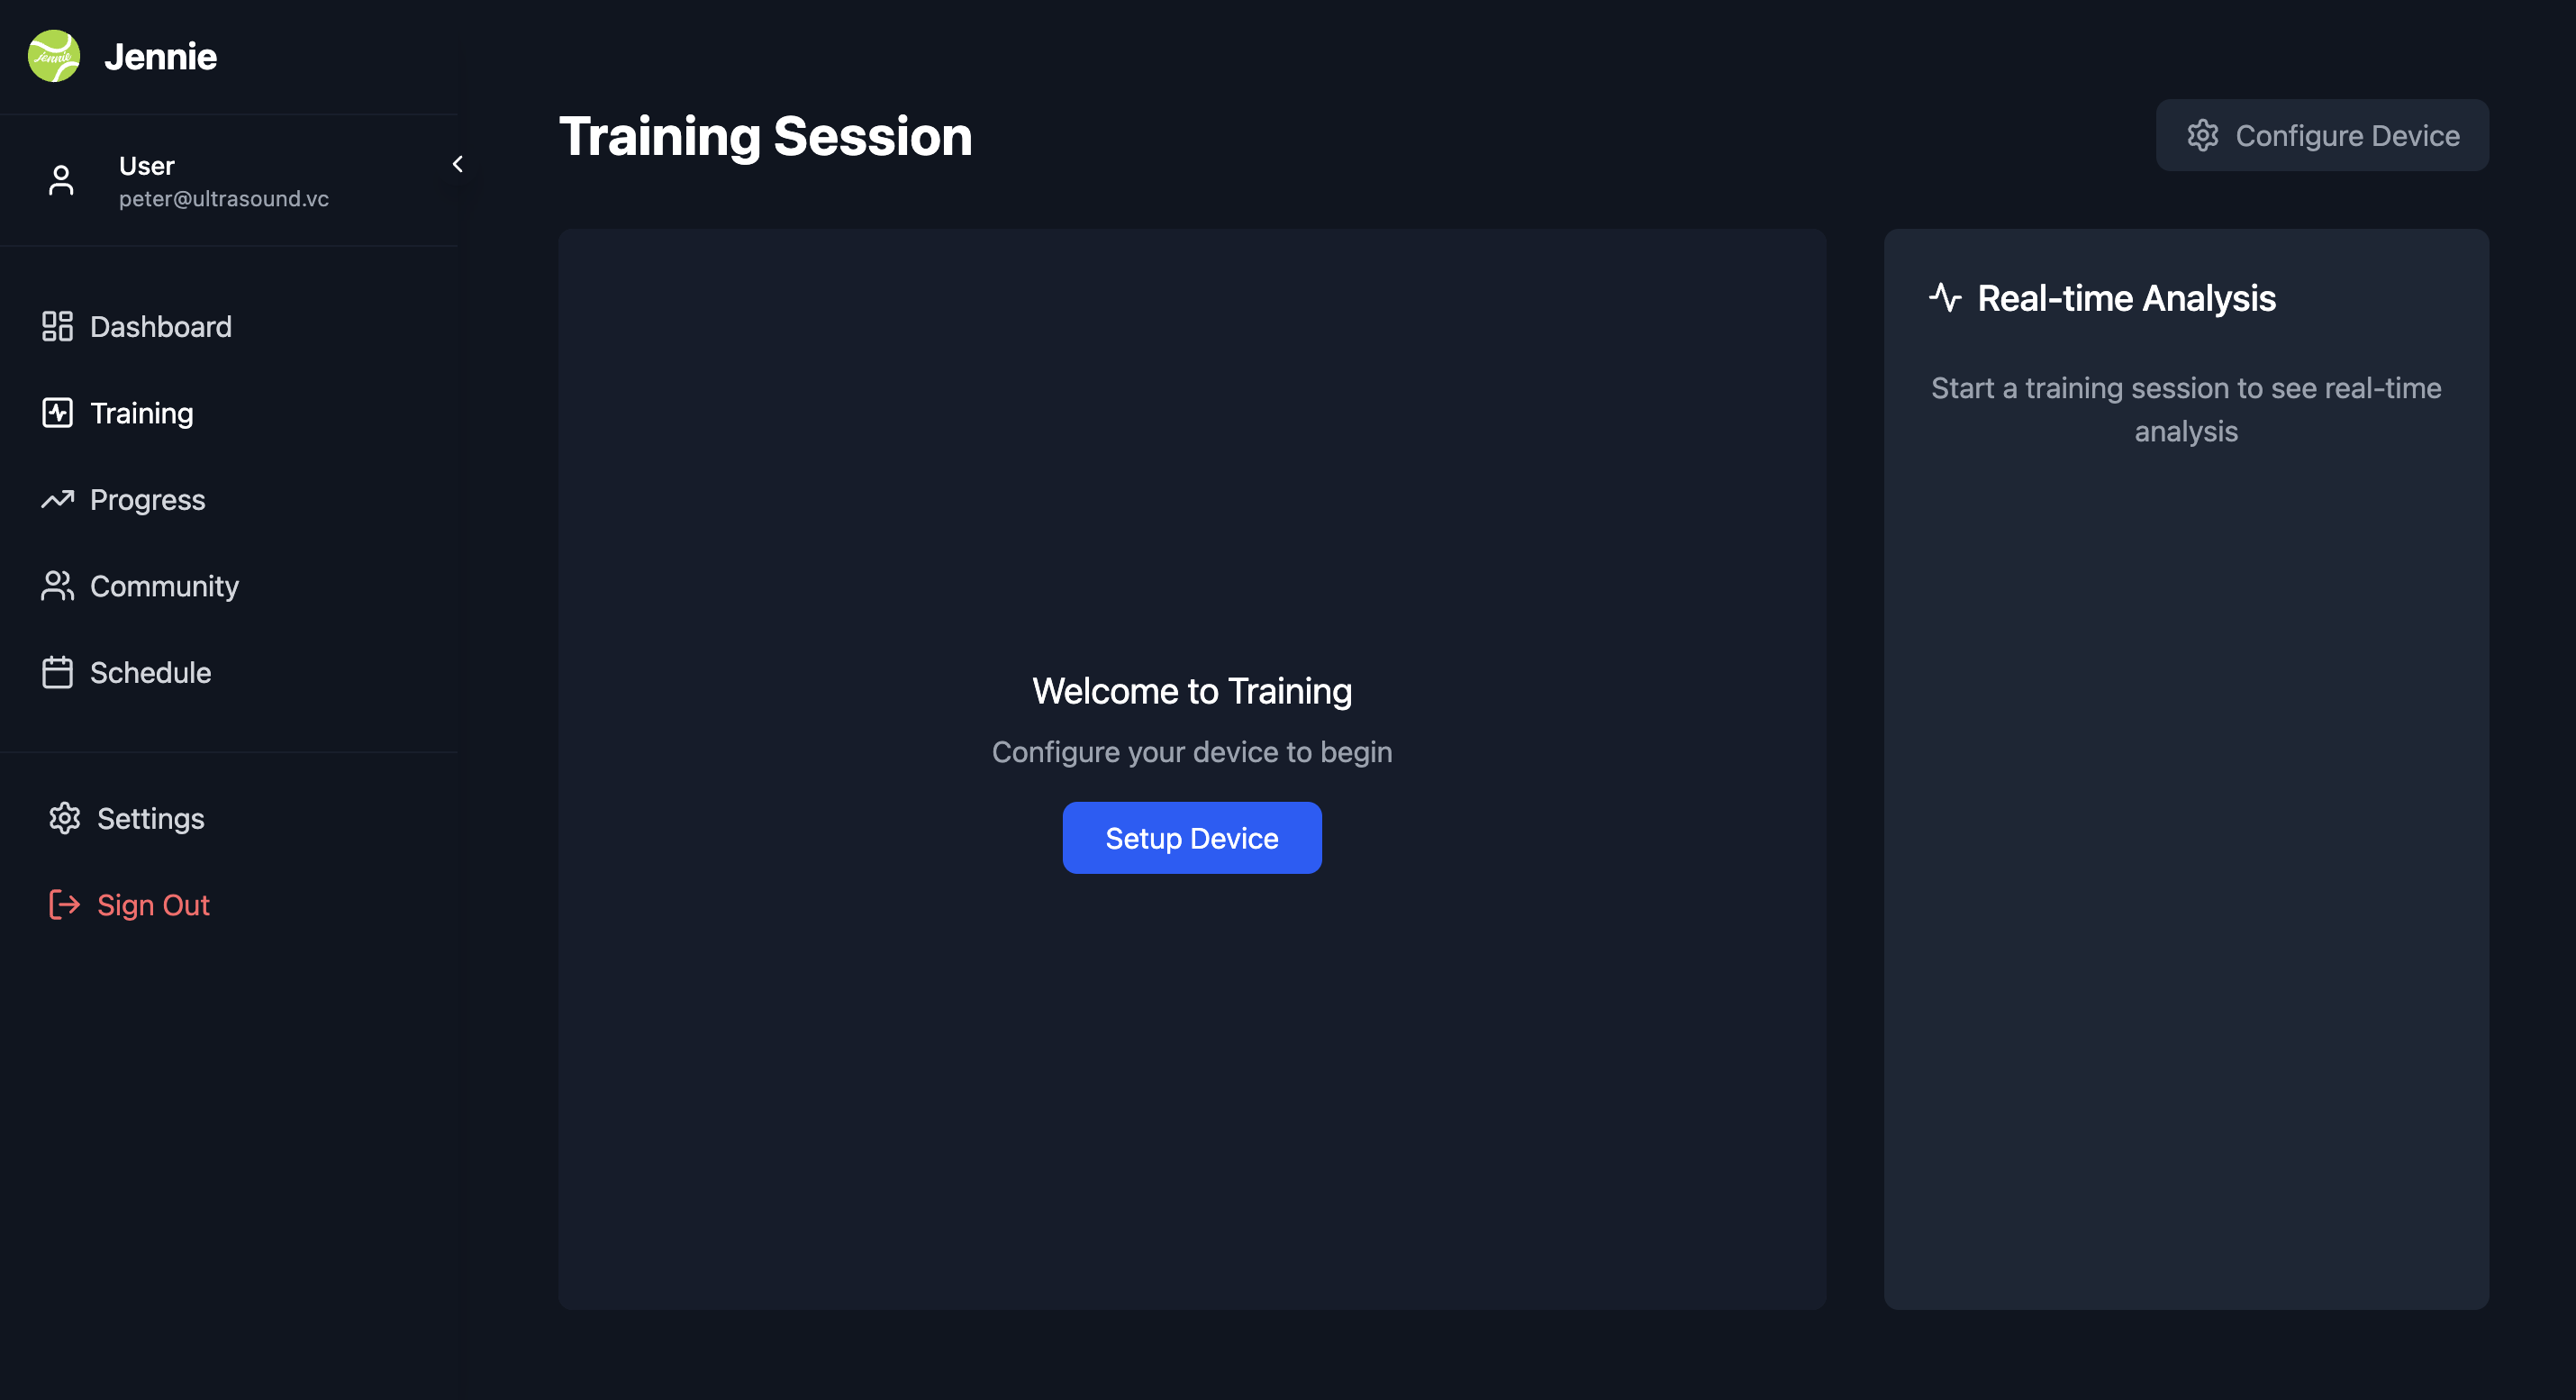 jennie
Jennie
User
peter@ultrasound.vc
Dashboard
Training
Progress
Community
Schedule
Settings
Sign Out
Training Session
Configure Device
Welcome to Training
Configure your device to begin
Setup Device
Real-time Analysis
Start a training session to see real-time
analysis